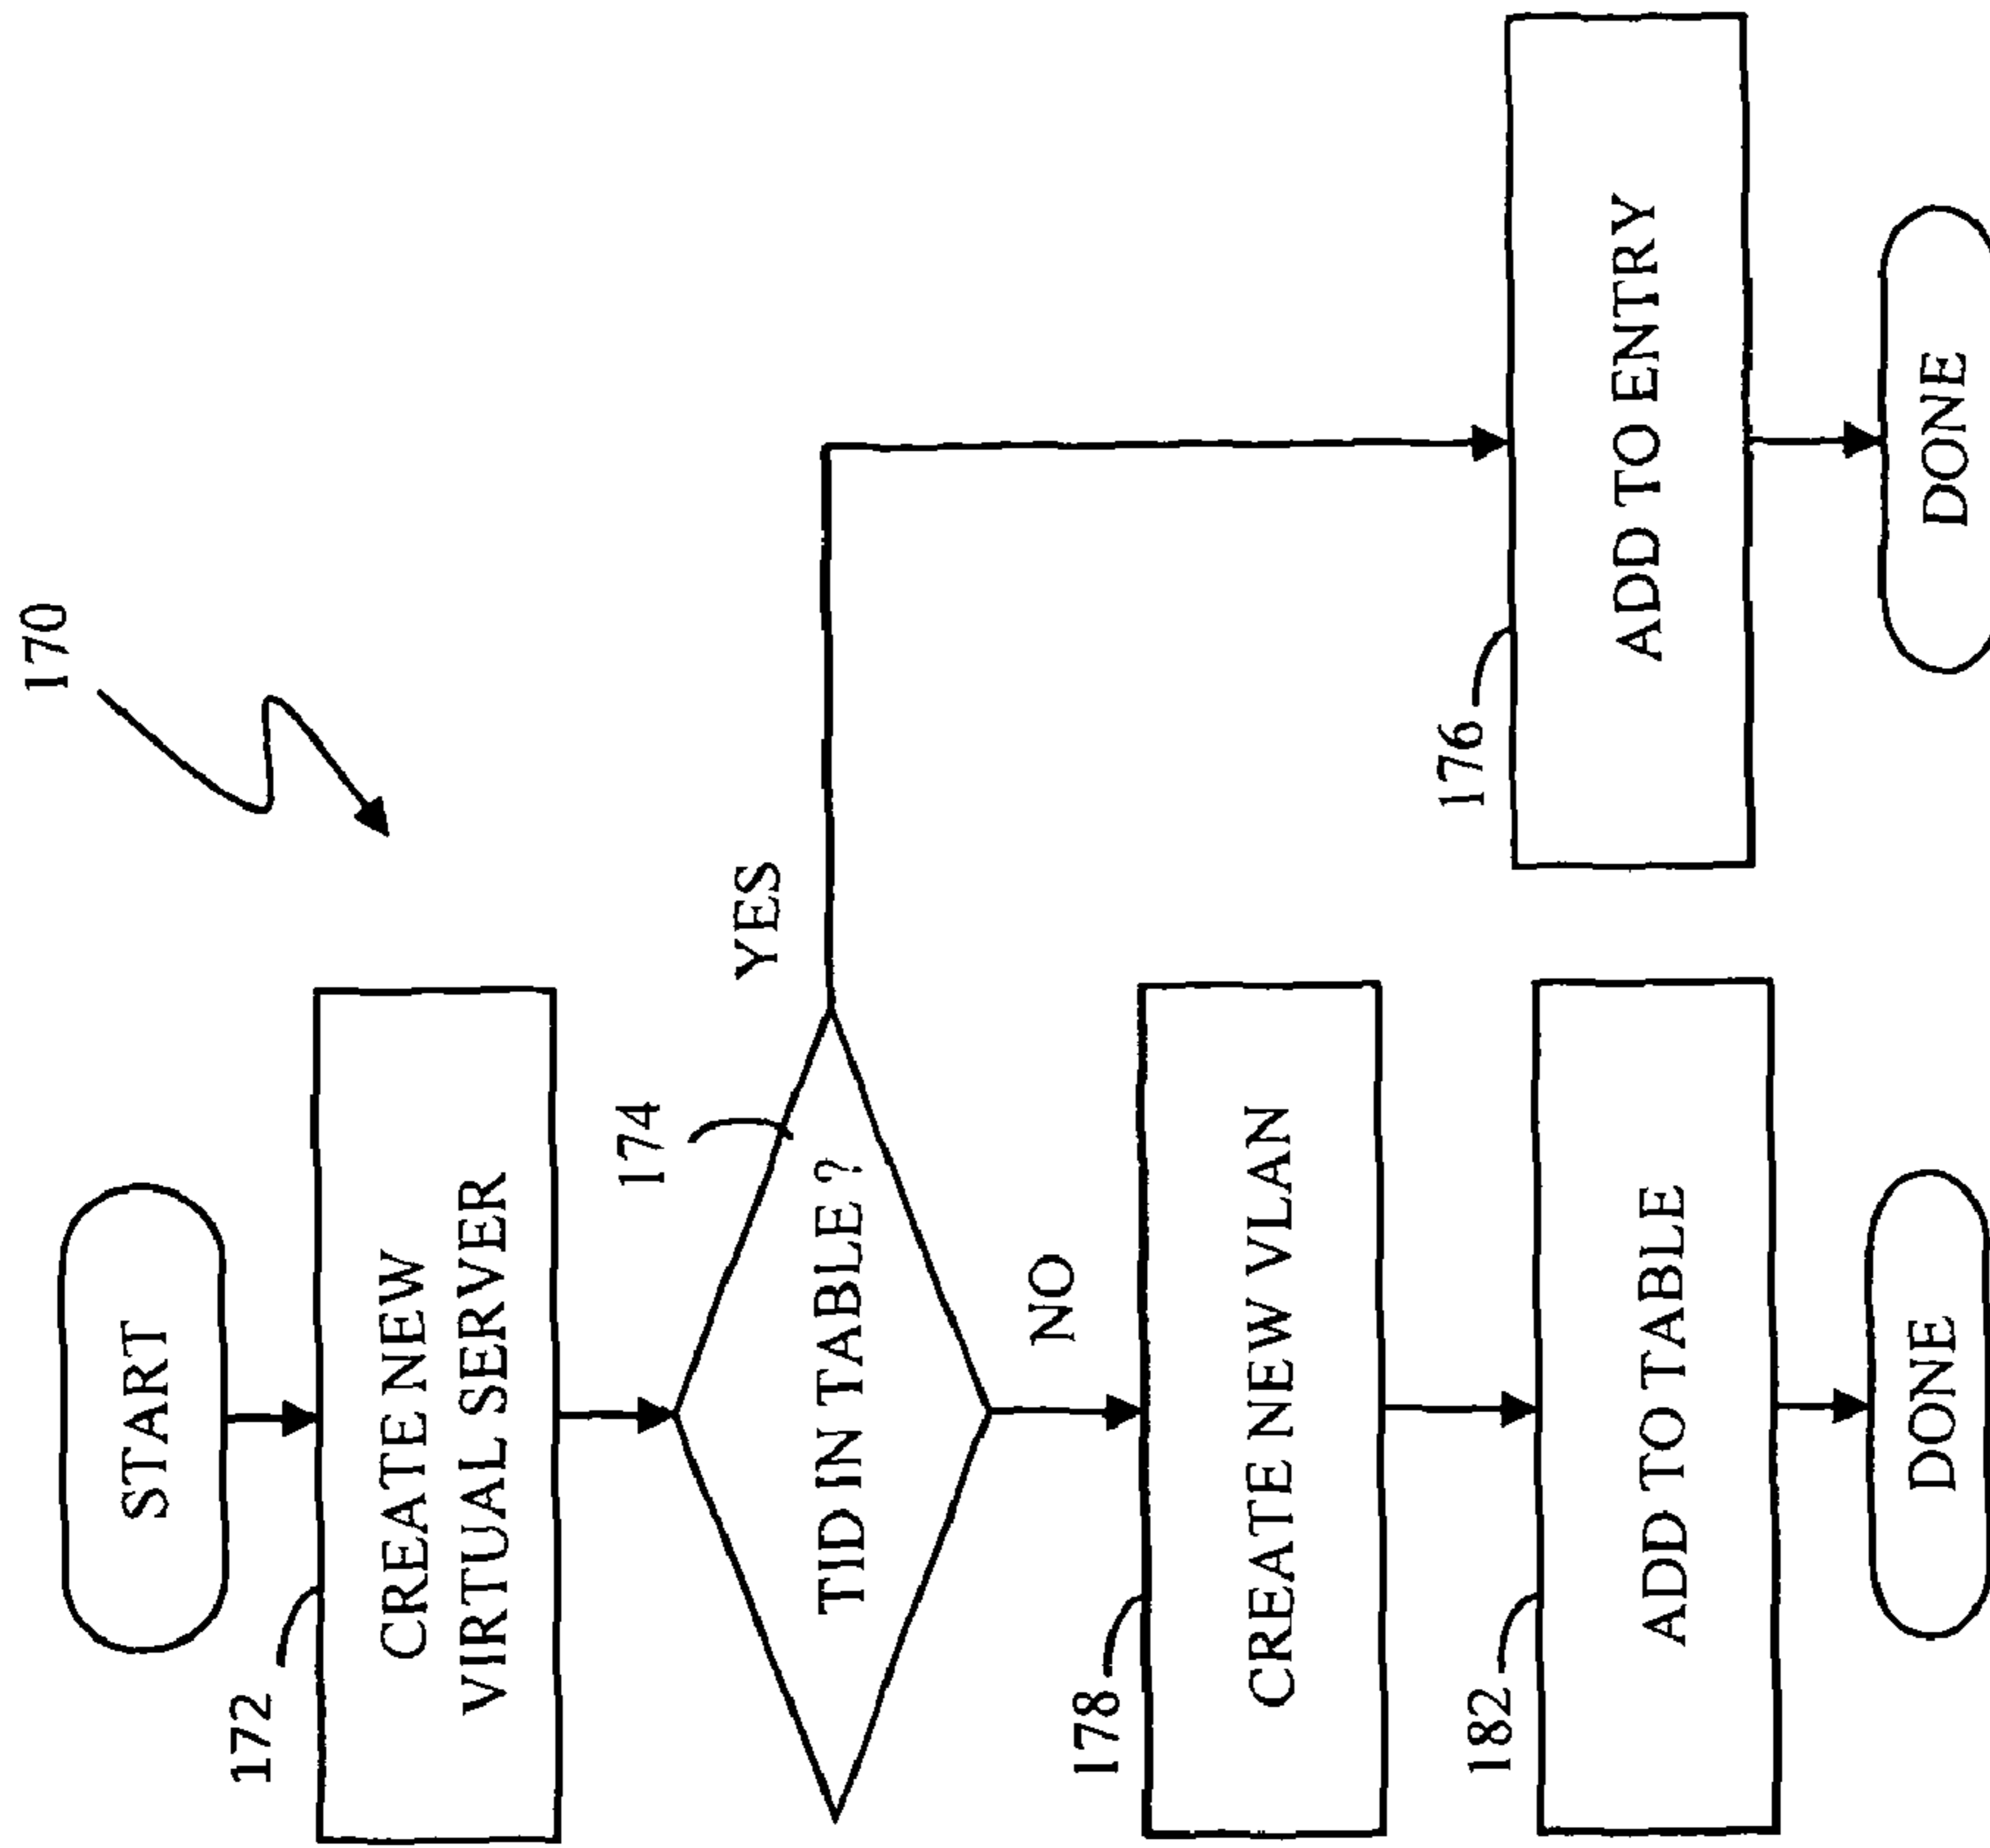 170
START
172
CREATE NEW
VIRTUAL SERVER
174
TID IN TABLE ?
YES
NO
178
CREATE NEW VLAN
176
ADD TO ENTRY
182
ADD TO TABLE
DONE
DONE